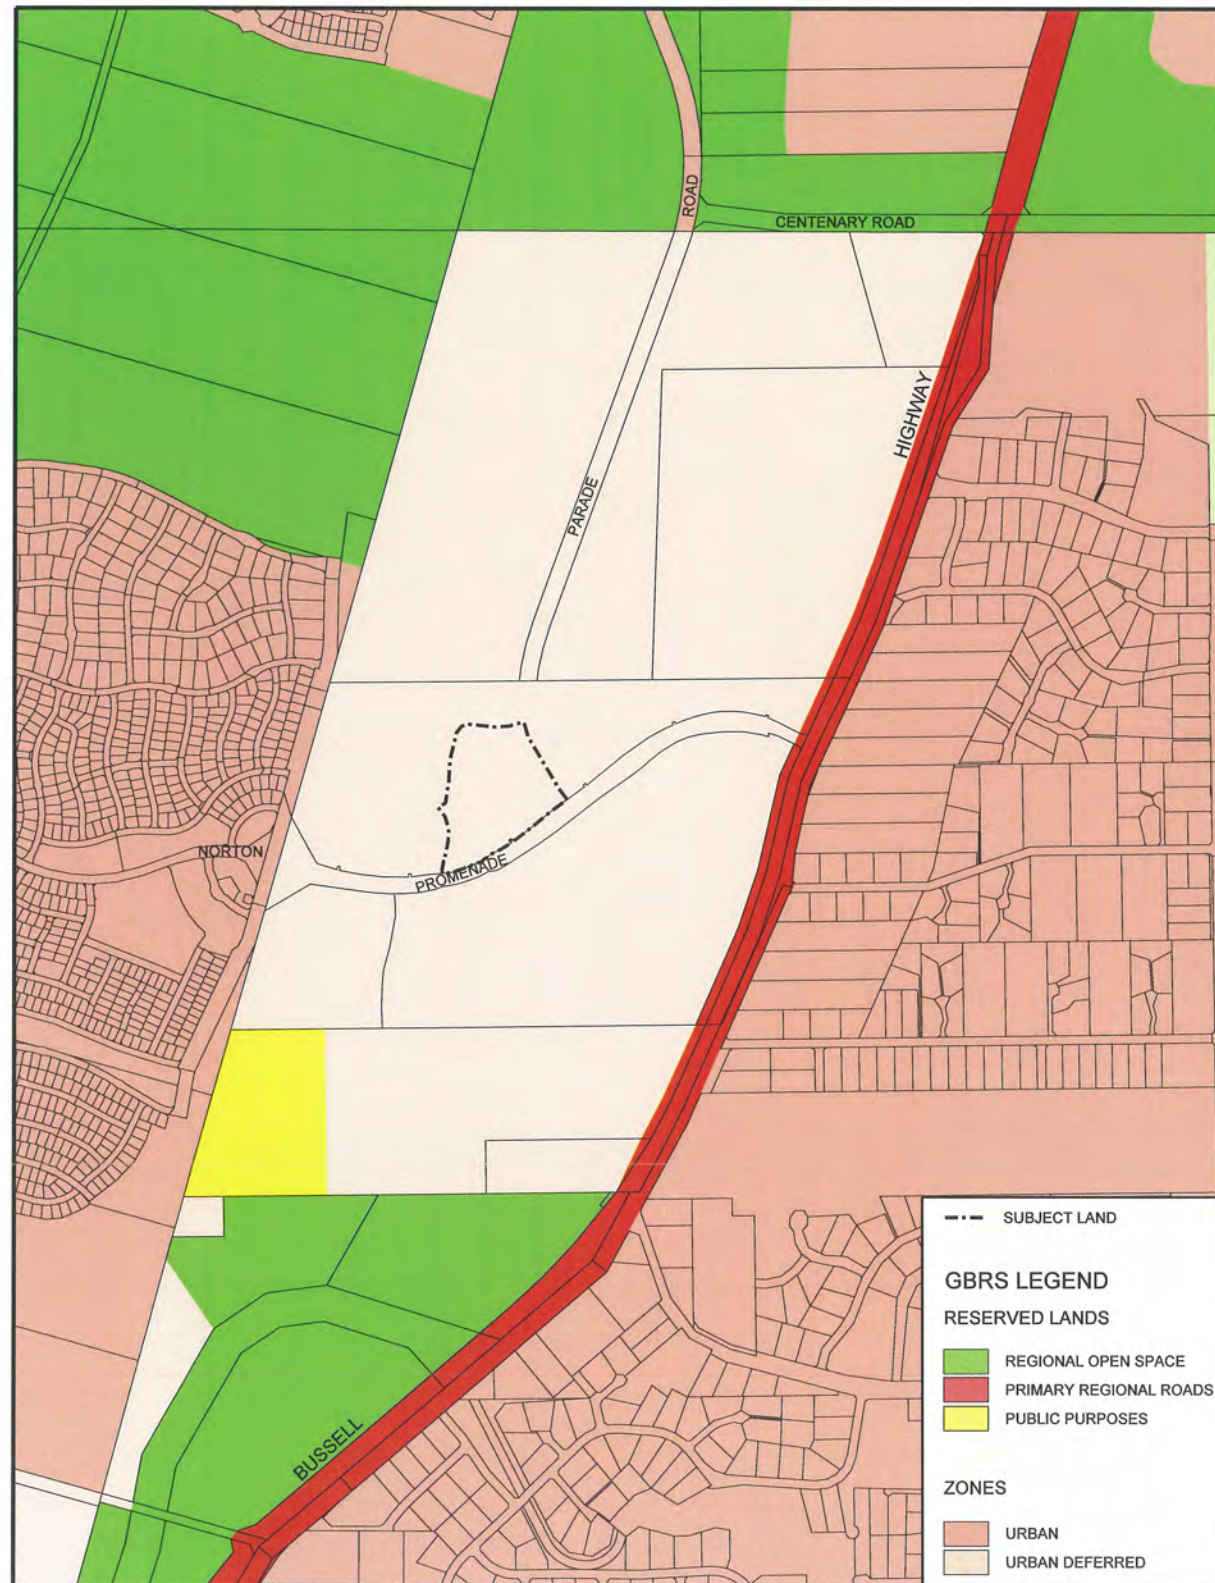 ROAD
CENTENARY ROAD
HIGHWAY
PARADE
NORTON
PROMENADE
BUSSELL
SUBJECT LAND
GBRS LEGEND
RESERVED LANDS
REGIONAL OPEN SPACE
PRIMARY REGIONAL ROADS
PUBLIC PURPOSES
ZONES
URBAN
URBAN DEFERRED